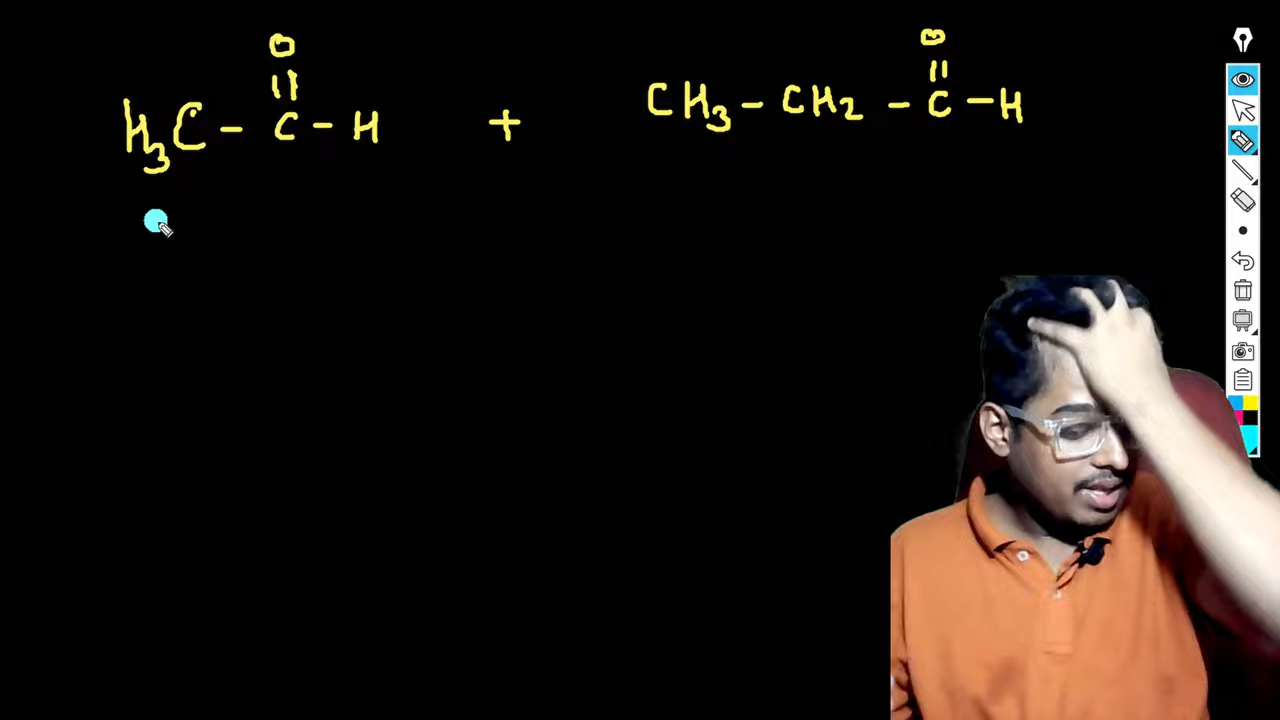 O O
|| ||
H3C - C - H + CH3 - CH2 - C - H